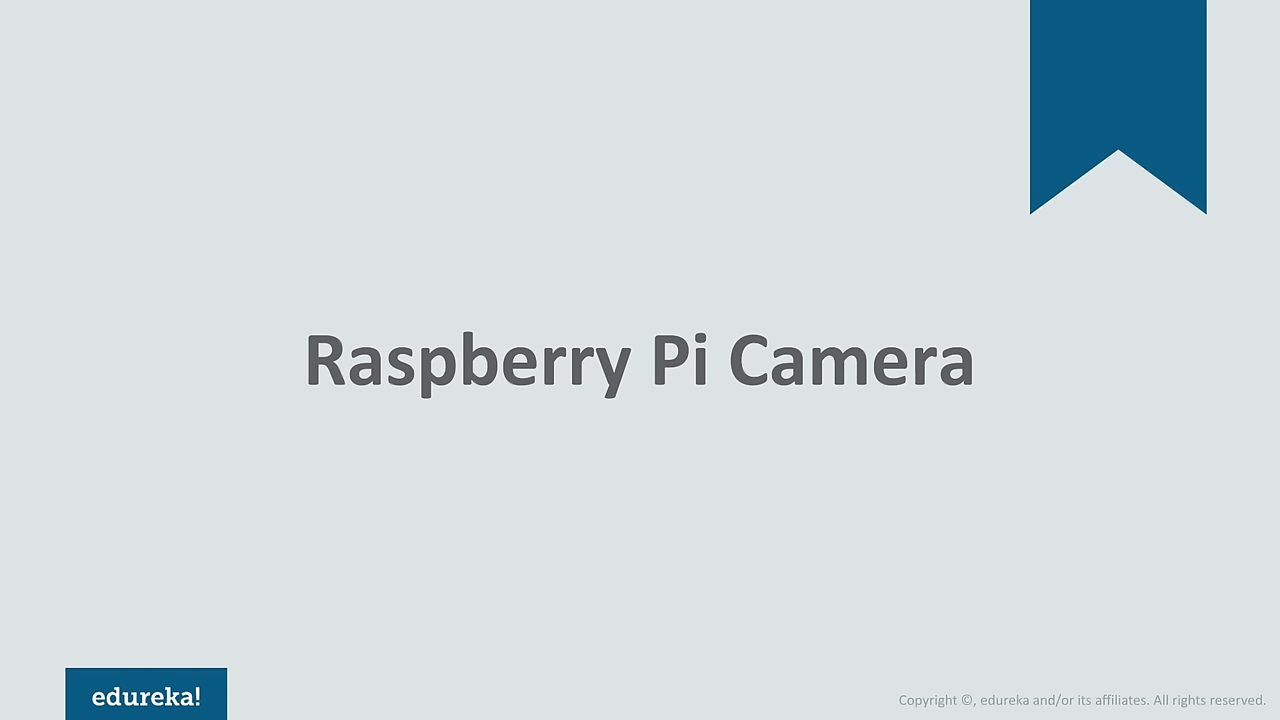 Raspberry Pi Camera
edureka!
Copyright ©, edureka and/or its affiliates. All rights reserved.